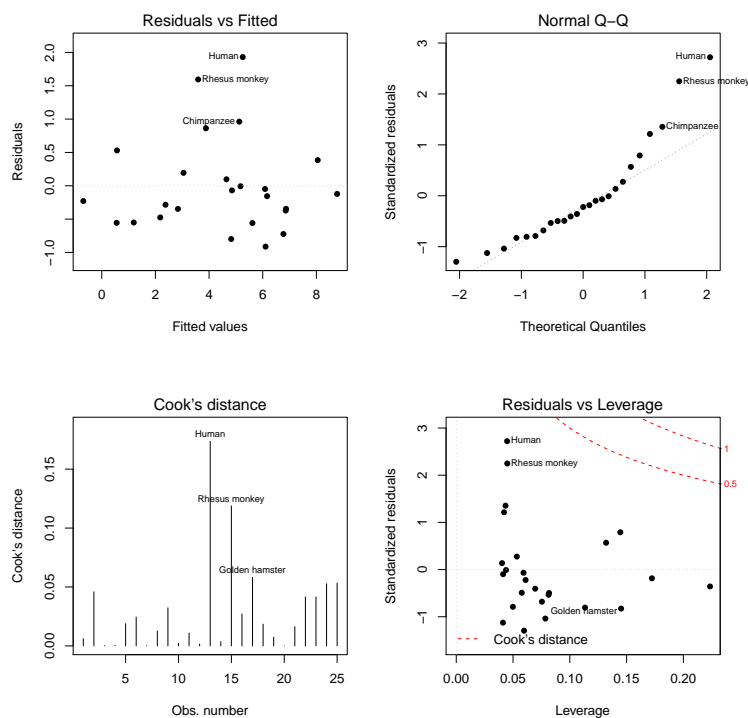 Residuals vs Fitted
Residuals
−1.0
0.0
0.5
1.0
1.5
2.0
Human
Rhesus monkey
Chimpanzee
0
2
4
6
8
Fitted values
Normal Q−Q
Standardized residuals
−1
0
1
2
3
Human
Rhesus monkey
Chimpanzee
−2
−1
0
1
2
Theoretical Quantiles
Cook's distance
Cook's distance
0.00
0.05
0.10
0.15
Human
Rhesus monkey
Golden hamster
5
10
15
20
25
Obs. number
Residuals vs Leverage
Standardized residuals
−1
0
1
2
3
Human
Rhesus monkey
1
0.5
Golden hamster
Cook's distance
0.00
0.05
0.10
0.15
0.20
Leverage